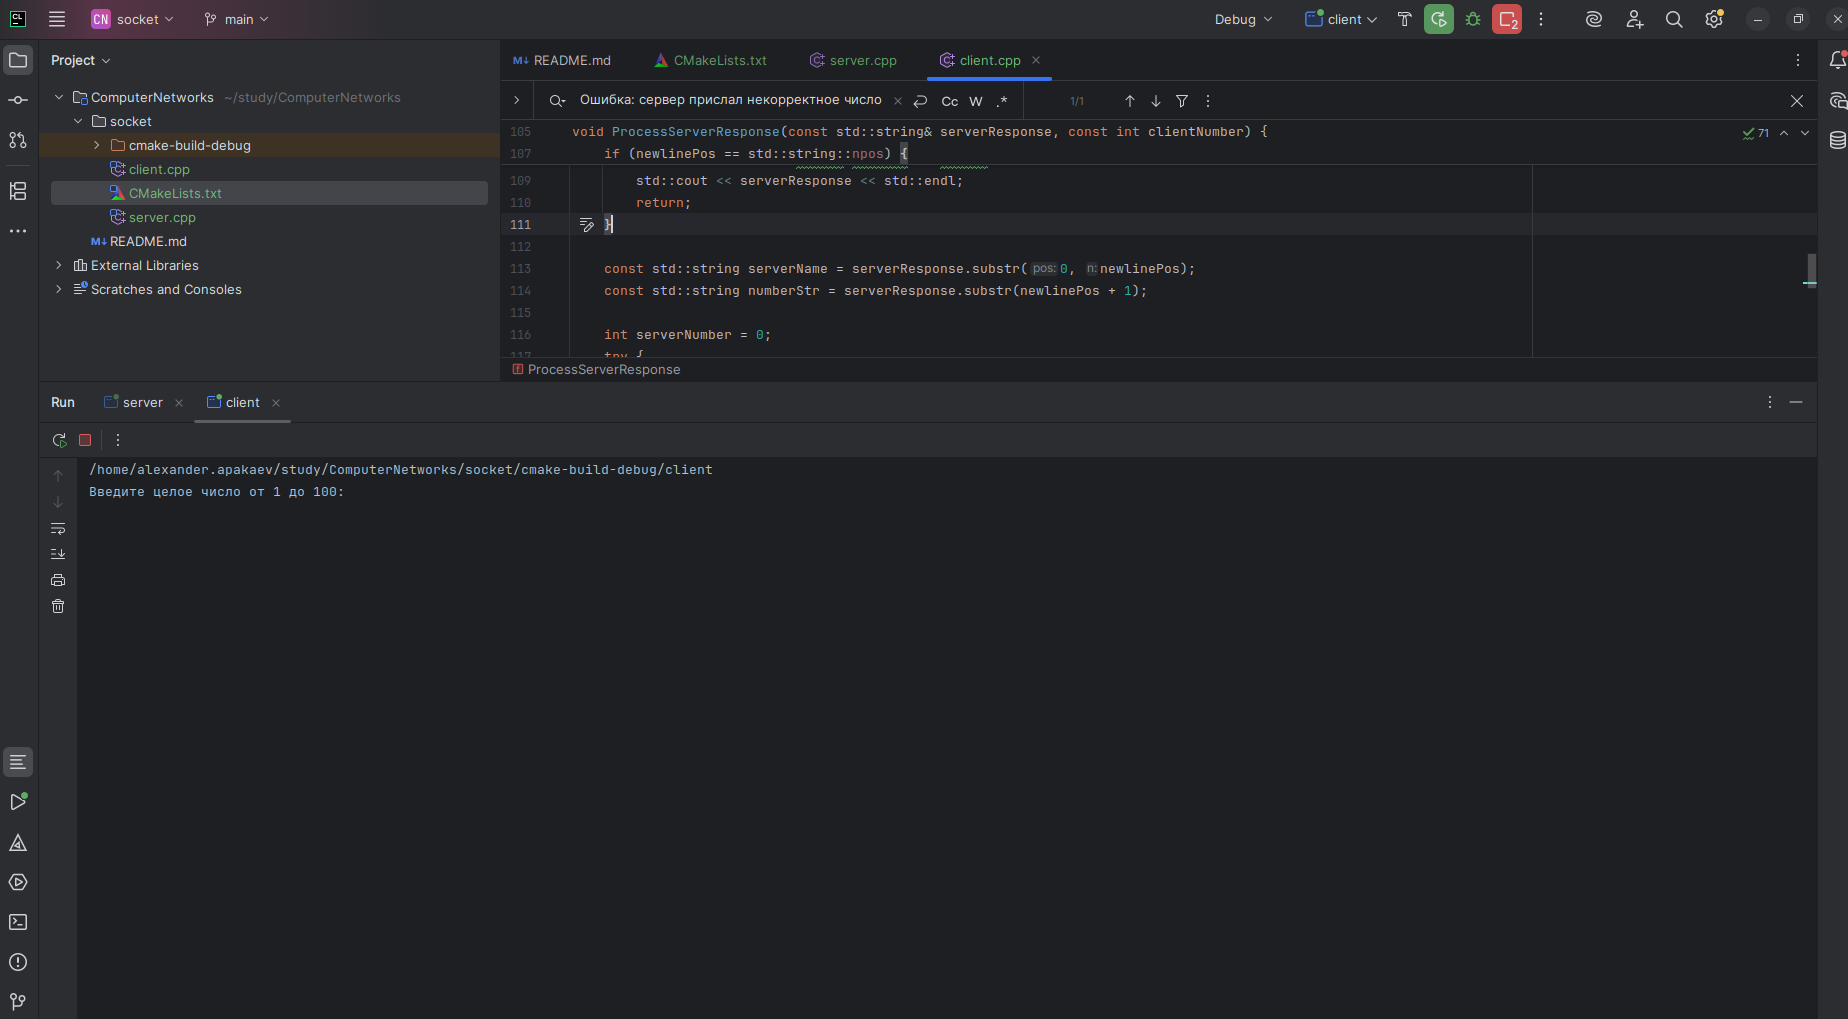 CL CN socket main Debug client 2
Project
ComputerNetworks ~/study/ComputerNetworks
socket
cmake-build-debug
client.cpp
CMakeLists.txt
server.cpp
M↓ README.md
External Libraries
Scratches and Consoles
M↓ README.md CMakeLists.txt server.cpp client.cpp
Ошибка: сервер прислал некорректное число Cc W .* 1/1
105 void ProcessServerResponse(const std::string& serverResponse, const int clientNumber) { 71
107 if (newlinePos == std::string::npos) {
109 std::cout << serverResponse << std::endl;
110 return;
111 }
112
113 const std::string serverName = serverResponse.substr( pos: 0, n: newlinePos);
114 const std::string numberStr = serverResponse.substr(newlinePos + 1);
115
116 int serverNumber = 0;
117 try {
f ProcessServerResponse
Run server client
/home/alexander.apakaev/study/ComputerNetworks/socket/cmake-build-debug/client
Введите целое число от 1 до 100: